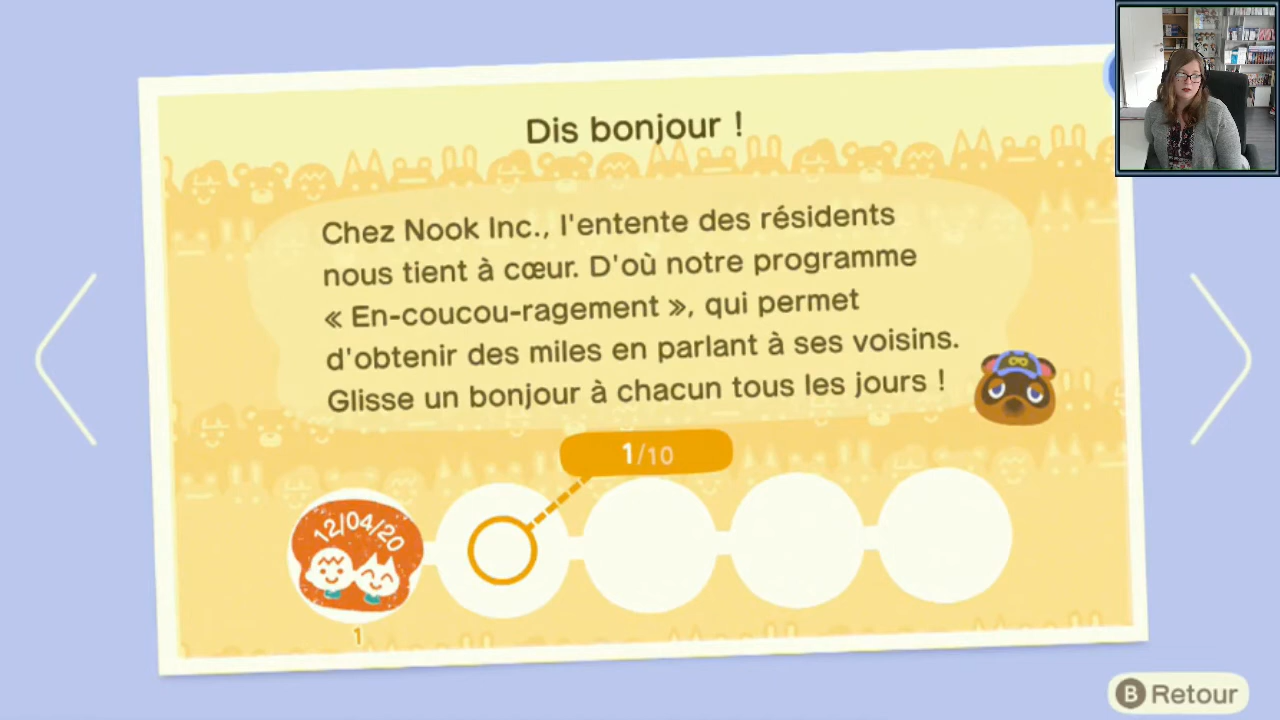 Dis bonjour !
Chez Nook Inc., l'entente des résidents
nous tient à cœur. D'où notre programme
« En-coucou-ragement », qui permet
d'obtenir des miles en parlant à ses voisins.
Glisse un bonjour à chacun tous les jours !
1/10
12/04/20
1
B Retour